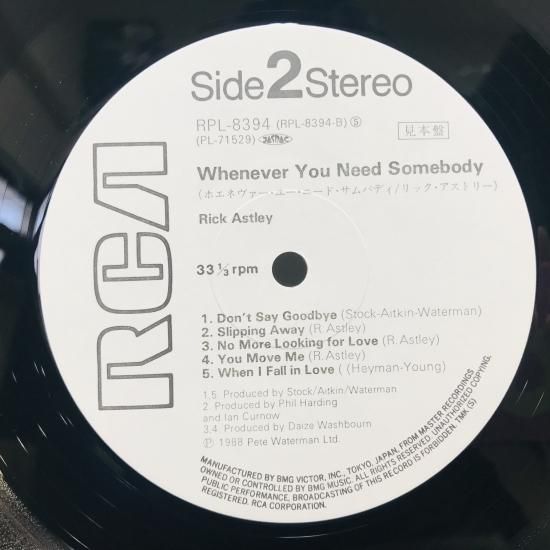 Side 2 Stereo
RPL-8394 (RPL-8394-B) Ⓢ
(PL-71529) JASRAC
見本盤
RCA
Whenever You Need Somebody
(ホエネヴァー・ユー・ニード・サムバディ/リック・アストリー)
Rick Astley
33 ⅓ rpm
1. Don't Say Goodbye (Stock-Aitkin-Waterman)
2. Slipping Away (R.Astley)
3. No More Looking for Love (R.Astley)
4. You Move Me (R.Astley)
5. When I Fall in Love ( (Heyman-Young)
1.5. Produced by Stock/Aitkin/Waterman
2. Produced by Phil Harding
and Ian Curnow
3.4. Produced by Daize Washbourn
℗ 1988 Pete Waterman Ltd.
MANUFACTURED BY BMG VICTOR, INC., TOKYO, JAPAN, FROM MASTER RECORDINGS
OWNED OR CONTROLLED BY BMG MUSIC. ALL RIGHTS RESERVED. UNAUTHORIZED COPYING,
PUBLIC PERFORMANCE, BROADCASTING OF THIS RECORD IS FORBIDDEN. TMK (S)
REGISTERED. RCA CORPORATION.